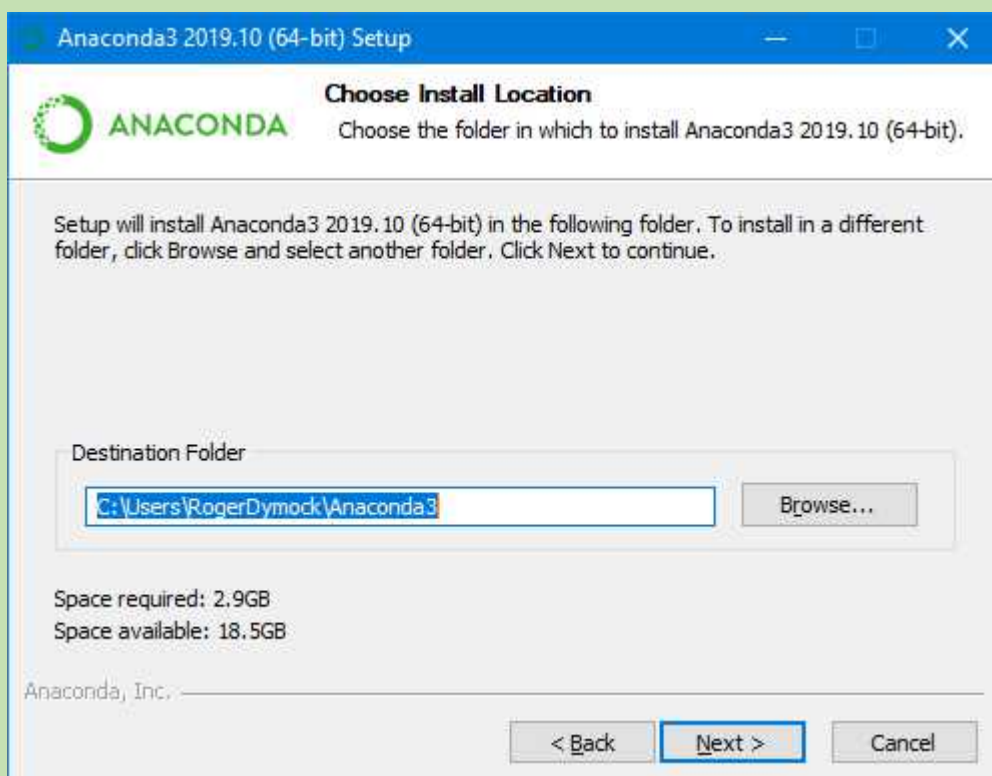 Anaconda3 2019.10 (64-bit) Setup
ANACONDA
Choose Install Location
Choose the folder in which to install Anaconda3 2019.10 (64-bit).
Setup will install Anaconda3 2019.10 (64-bit) in the following folder. To install in a different
folder, click Browse and select another folder. Click Next to continue.
Destination Folder
C:\Users\RogerDymock\Anaconda3
Browse...
Space required: 2.9GB
Space available: 18.5GB
Anaconda, Inc.
< Back
Next >
Cancel